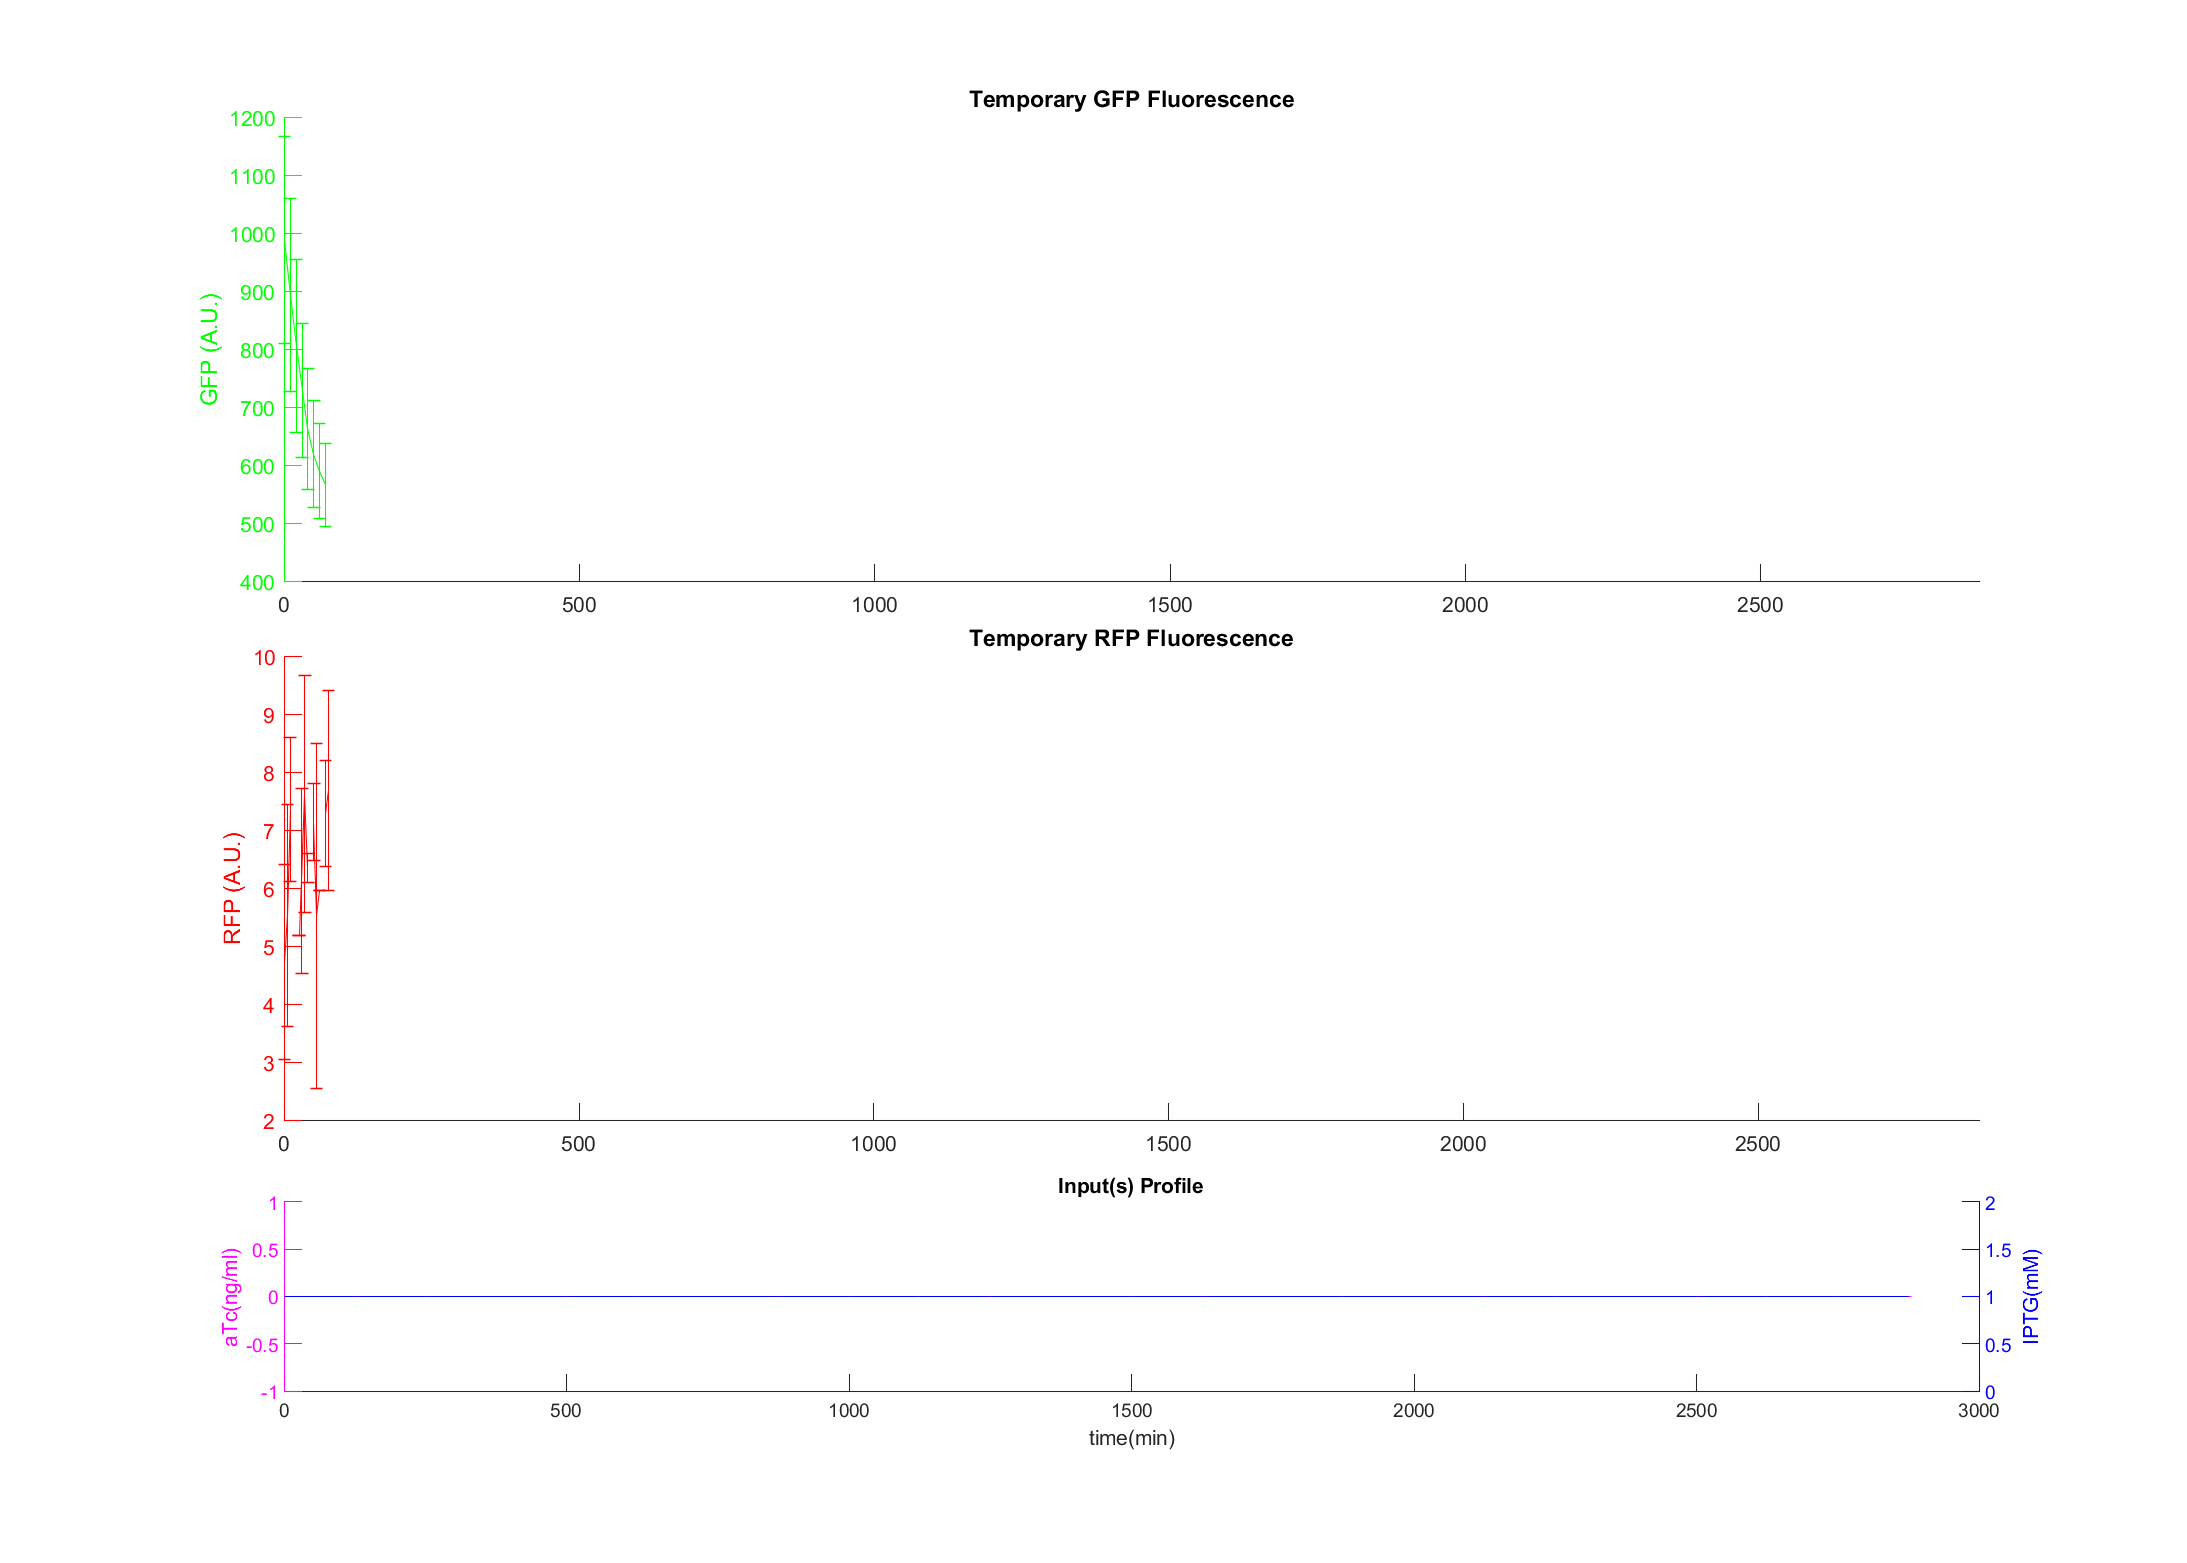 Temporary GFP Fluorescence
1200
1100
1000
900
800
700
600
500
400
GFP (A.U.)
0 500 1000 1500 2000 2500
Temporary RFP Fluorescence
10
9
8
7
6
5
4
3
2
RFP (A.U.)
0 500 1000 1500 2000 2500
Input(s) Profile
1
0.5
0
-0.5
-1
aTc(ng/ml)
2
1.5
1
0.5
0
IPTG(mM)
0 500 1000 1500 2000 2500 3000
time(min)